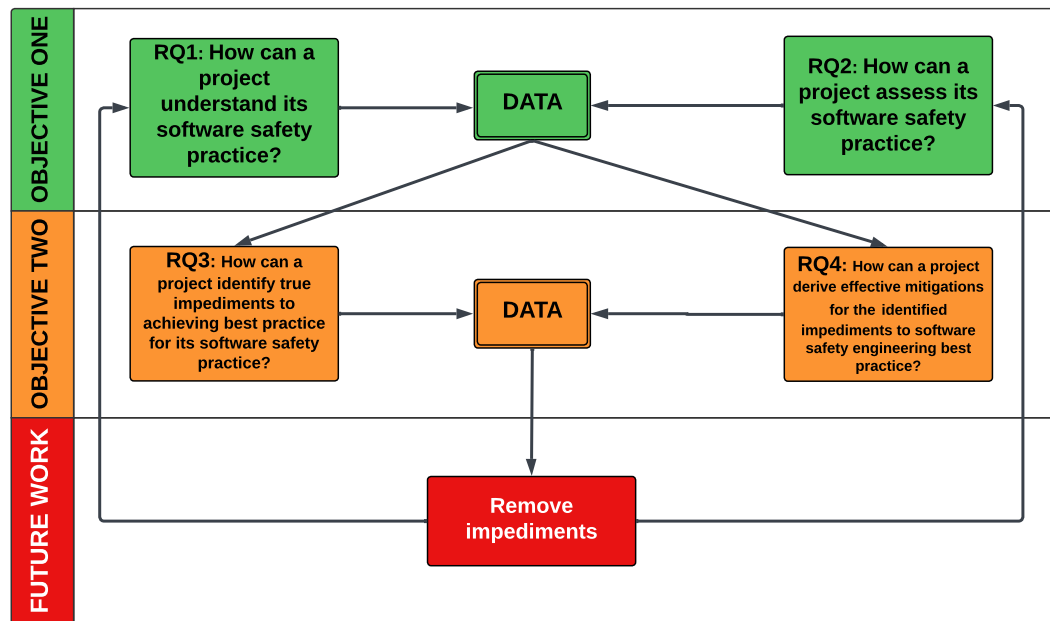 OBJECTIVE ONE
RQ1: How can a
project
understand its
software safety
practice?
DATA
RQ2: How can a
project assess its
software safety
practice?
OBJECTIVE TWO
RQ3: How can a
project identify true
impediments to
achieving best practice
for its software safety
practice?
DATA
RQ4: How can a project
derive effective mitigations
for the identified
impediments to software
safety engineering best
practice?
FUTURE WORK
Remove
impediments